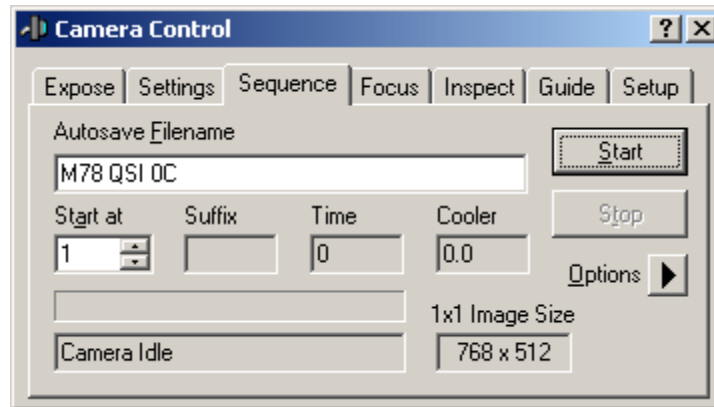 Camera Control
Expose Settings Sequence Focus Inspect Guide Setup
Autosave Filename
M78 QSI 0C
Start
Start at Suffix Time Cooler
Stop
1 0 0.0
Options
1x1 Image Size
Camera Idle 768 x 512